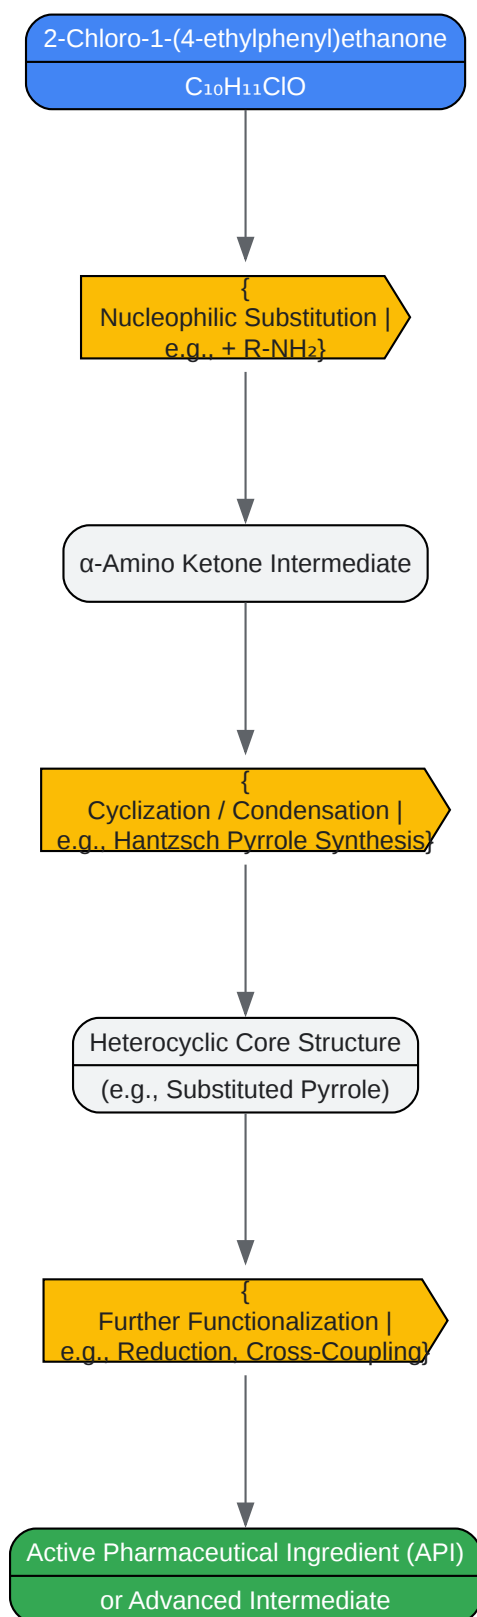 2-Chloro-1-(4-ethylphenyl)ethanone
C₁₀H₁₁ClO
{
Nucleophilic Substitution |
e.g., + R-NH₂}
α-Amino Ketone Intermediate
{
Cyclization / Condensation |
e.g., Hantzsch Pyrrole Synthesis}
Heterocyclic Core Structure
(e.g., Substituted Pyrrole)
{
Further Functionalization |
e.g., Reduction, Cross-Coupling}
Active Pharmaceutical Ingredient (API)
or Advanced Intermediate